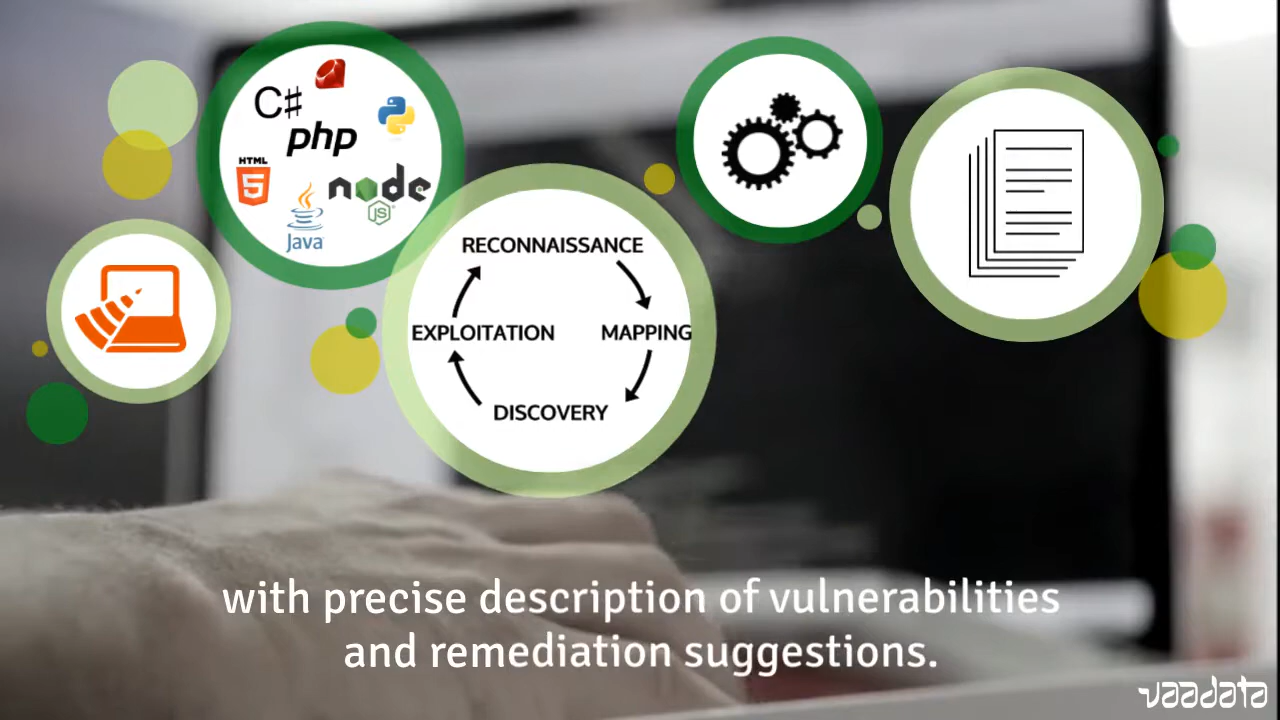 C#
php
HTML
5
node
JS
Java
RECONNAISSANCE
EXPLOITATION
MAPPING
DISCOVERY
with precise description of vulnerabilities
and remediation suggestions.
vaadata